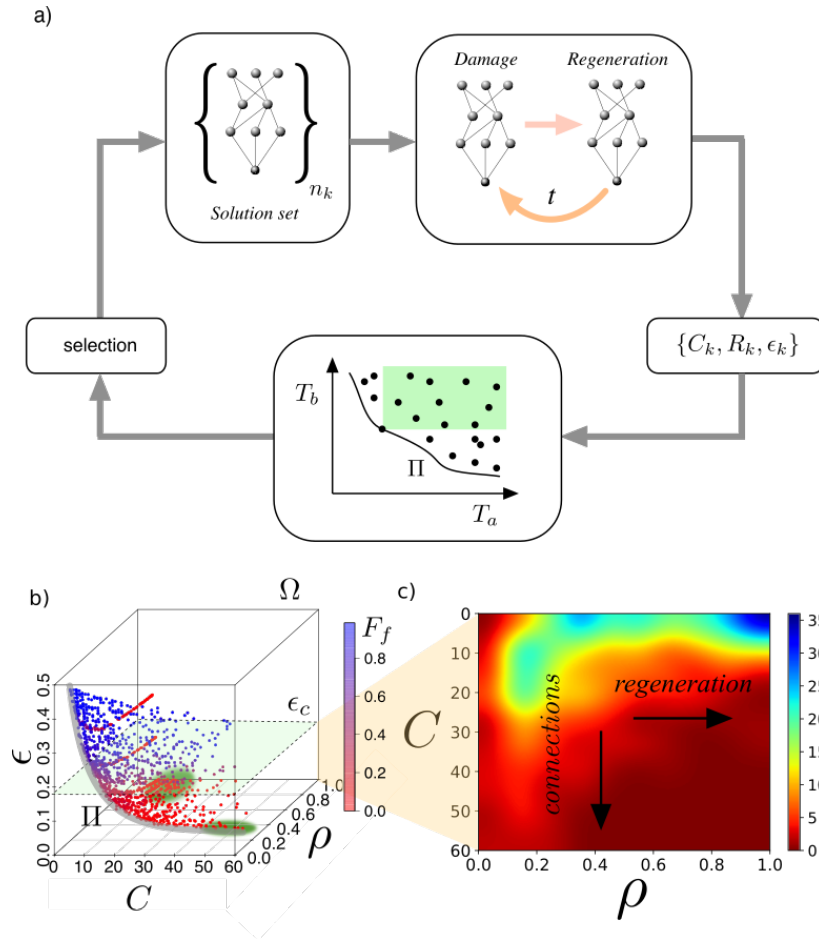 a)
Damage Regeneration
n_k
Solution set
t
selection
{C_k, R_k, ϵ_k}
T_b
Π
T_a
b)
Ω
F_f
0.8
0.6
0.4
0.2
0.0
ϵ_c
ϵ
0.5
0.4
0.3
0.2
0.1
0.0
Π
0 10 20 30 40 50 60
C
0.0 0.2 0.4 0.6 0.8 1.0
ρ
c)
0
10
20
30
40
50
60
C
connections
regeneration
0.0 0.2 0.4 0.6 0.8 1.0
ρ
35
30
25
20
15
10
5
0